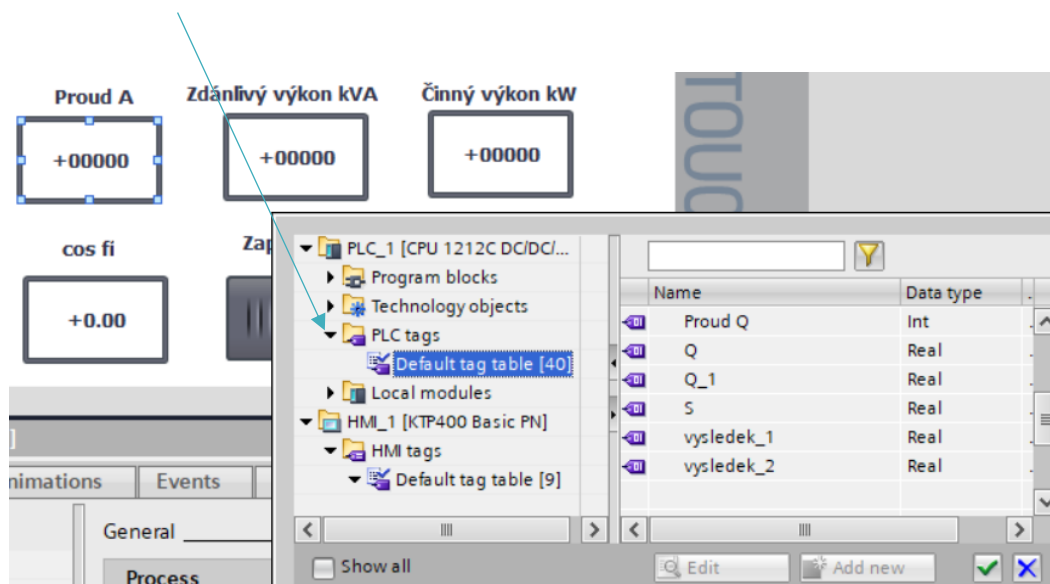 Proud A
Zdánlivý výkon kVA
Činný výkon kW
+00000
+00000
+00000
TOUC
cos fi
Zap
+0.00
PLC_1 [CPU 1212C DC/DC/...
Program blocks
Technology objects
PLC tags
Default tag table [40]
Local modules
HMI_1 [KTP400 Basic PN]
HMI tags
Default tag table [9]
Show all
Name Data type .
Proud Q Int .
Q Real .
Q_1 Real .
S Real .
vysledek_1 Real .
vysledek_2 Real .
Edit
Add new
]
nimations
Events
General
Process